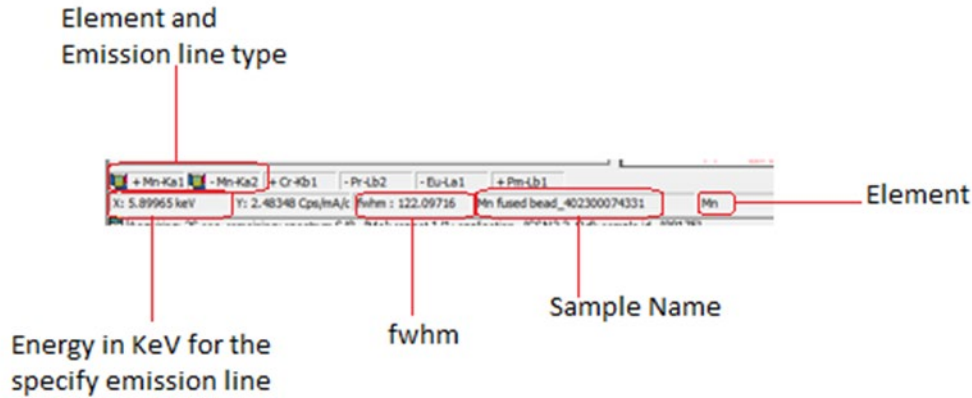 Element and
Emission line type
+ Mn-Ka1 - Mn-Ka2 + Cr-Kb1 - Pr-Lb2 - Eu-La1 + Pm-Lb1
X: 5.89965 keV Y: 2.48348 Cps/mA/c fwhm : 122.09716 Mn fused bead_402300074331 Mn
Element
Sample Name
fwhm
Energy in KeV for the
specify emission line